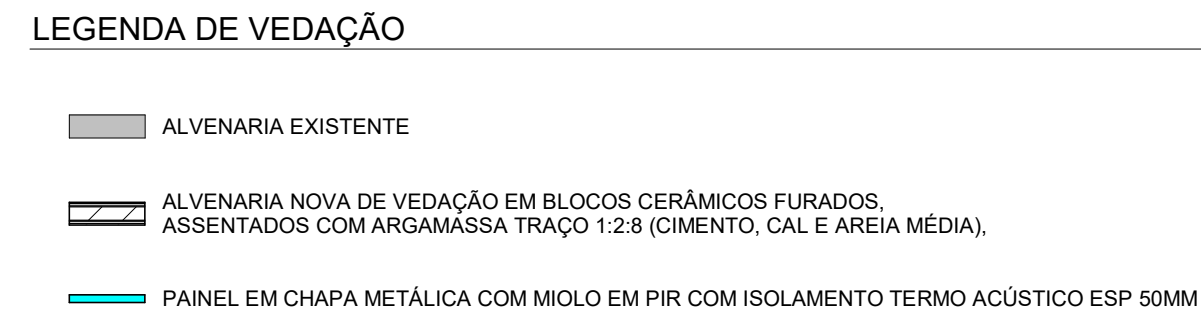 LEGENDA DE VEDAÇÃO
ALVENARIA EXISTENTE
ALVENARIA NOVA DE VEDAÇÃO EM BLOCOS CERÂMICOS FURADOS,
ASSENTADOS COM ARGAMASSA TRAÇO 1:2:8 (CIMENTO, CAL E AREIA MÉDIA),
PAINEL EM CHAPA METÁLICA COM MIOLO EM PIR COM ISOLAMENTO TERMO ACÚSTICO ESP 50MM